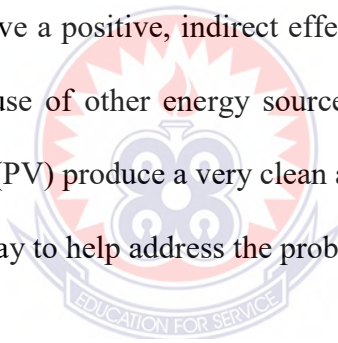 ve a positive, indirect effe
use of other energy source
(PV) produce a very clean a
ay to help address the prob
EDUCATION FOR SERVICE